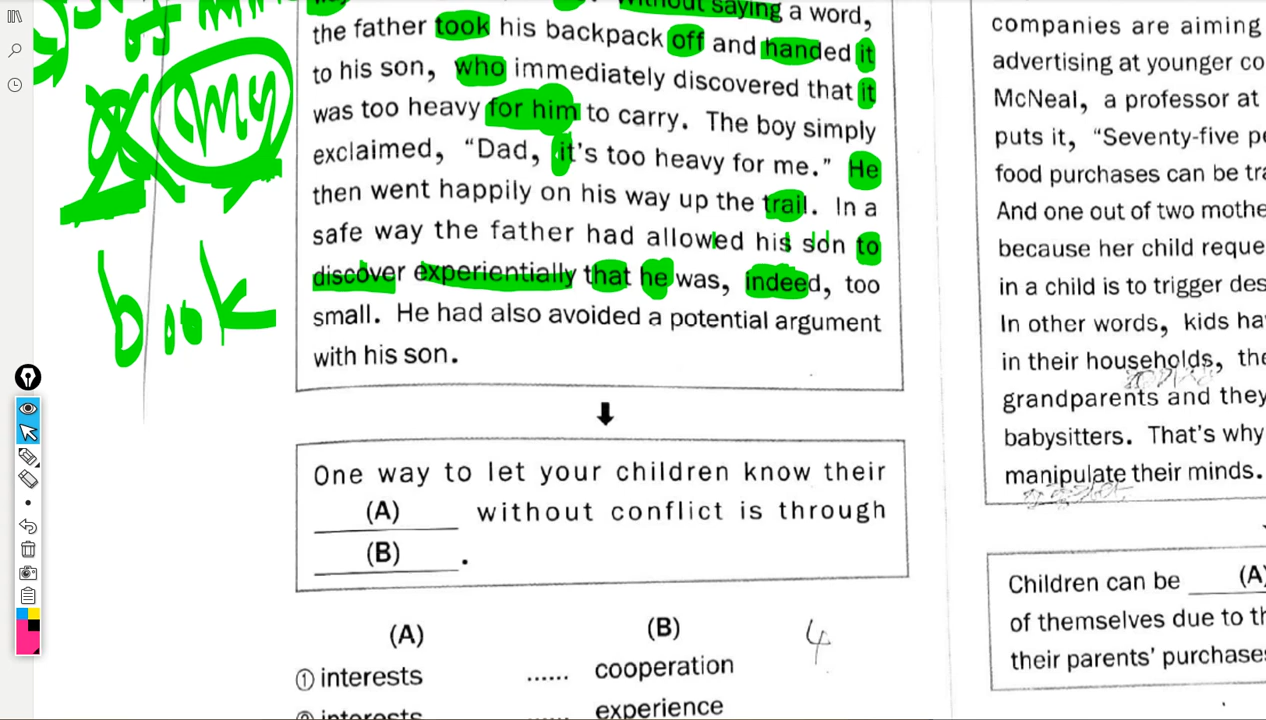 my
book
without saying a word,
the father took his backpack off and handed it
to his son, who immediately discovered that it
was too heavy for him to carry. The boy simply
exclaimed, “Dad, it's too heavy for me.” He
then went happily on his way up the trail. In a
safe way the father had allowed his son to
discover experientially that he was, indeed, too
small. He had also avoided a potential argument
with his son.
One way to let your children know their
(A) without conflict is through
(B) .
(A) (B)
4
① interests ...... cooperation
② interests ...... experience
companies are aiming
advertising at younger co
McNeal, a professor at
puts it, “Seventy-five pe
food purchases can be tra
And one out of two mothe
because her child reque
in a child is to trigger des
In other words, kids ha
in their households, the
grandparents and they
babysitters. That's why
manipulate their minds.
Children can be (A)
of themselves due to th
their parents' purchase